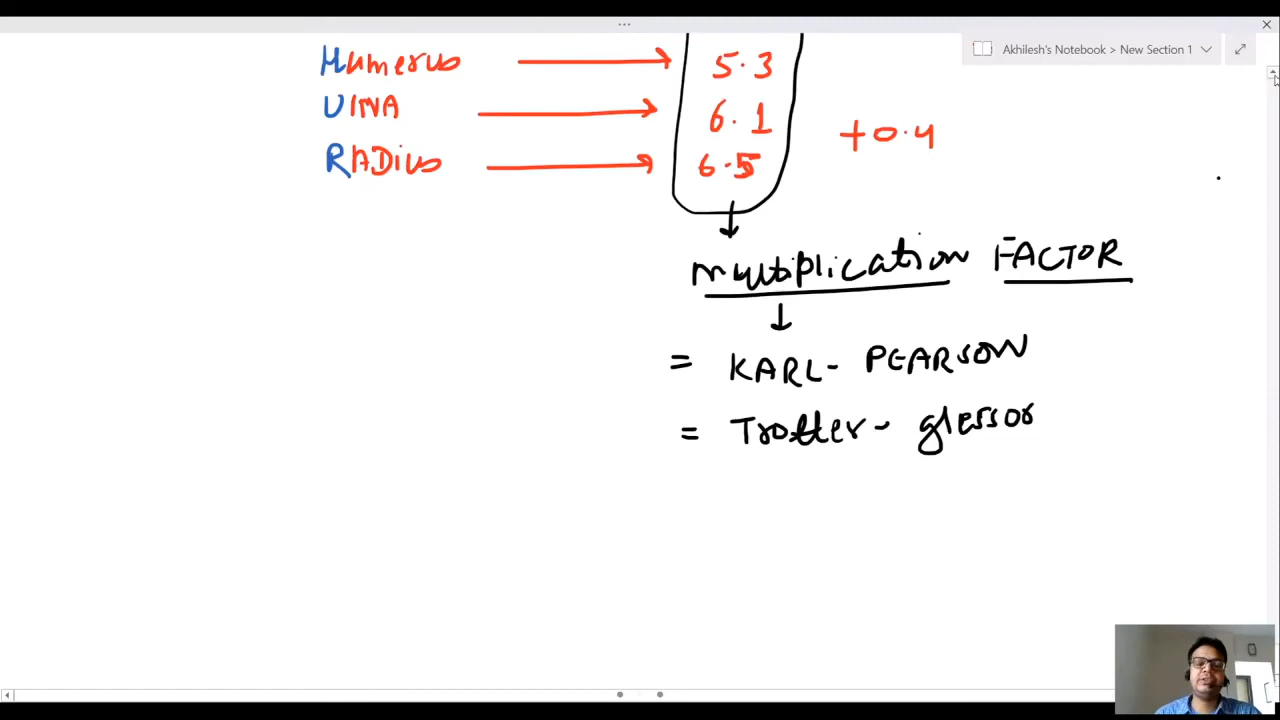 Akhilesh's Notebook > New Section 1
Humerus 5.3
UlNA 6.1
+0.4
RADius 6.5
Multiplication FACTOR
= KARL- PEARSON
= Trotter- glessor